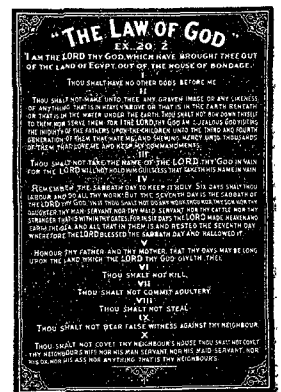 "THE LAW OF GOD"
EX. 20: 2
"I AM THE LORD THY GOD, WHICH HAVE BROUGHT THEE OUT
OF THE LAND OF EGYPT, OUT OF THE HOUSE OF BONDAGE.
I
THOU SHALT HAVE NO OTHER GODS BEFORE ME
II
THOU SHALT NOT MAKE UNTO THEE ANY GRAVEN IMAGE OR ANY LIKENESS
OF ANYTHING THAT IS IN HEAVEN ABOVE OR THAT IS IN THE EARTH BENEATH
OR THAT IS IN THE WATER UNDER THE EARTH. THOU SHALT NOT BOW DOWN THYSELF
TO THEM NOR SERVE THEM: FOR I THE LORD THY GOD AM A JEALOUS GOD VISITING
THE INIQUITY OF THE FATHERS UPON THE CHILDREN UNTO THE THIRD AND FOURTH
GENERATION OF THEM THAT HATE ME, AND SHEWING MERCY UNTO THOUSANDS
OF THEM THAT LOVE ME AND KEEP MY COMMANDMENTS.
III
THOU SHALT NOT TAKE THE NAME OF THE LORD THY GOD IN VAIN
FOR THE LORD WILL NOT HOLD HIM GUILTLESS THAT TAKETH HIS NAME IN VAIN
IV
REMEMBER THE SABBATH DAY TO KEEP IT HOLY. SIX DAYS SHALT THOU
LABOUR AND DO ALL THY WORK: BUT THE SEVENTH DAY IS THE SABBATH OF
THE LORD THY GOD. IN IT THOU SHALT NOT DO ANY WORK THOU NOR THY SON NOR THY
DAUGHTER THY MAN SERVANT NOR THY MAID SERVANT NOR THY CATTLE NOR THY
STRANGER THAT IS WITHIN THY GATES. FOR IN SIX DAYS THE LORD MADE HEAVEN AND
EARTH, THE SEA, AND ALL THAT IN THEM IS AND RESTED THE SEVENTH DAY
WHEREFORE THE LORD BLESSED THE SABBATH DAY AND HALLOWED IT.
V
HONOUR THY FATHER AND THY MOTHER, THAT THY DAYS MAY BE LONG
UPON THE LAND WHICH THE LORD THY GOD GIVETH THEE.
VI
THOU SHALT NOT KILL.
VII
THOU SHALT NOT COMMIT ADULTERY.
VIII
THOU SHALT NOT STEAL.
IX
THOU SHALT NOT BEAR FALSE WITNESS AGAINST THY NEIGHBOUR.
X
THOU SHALT NOT COVET THY NEIGHBOUR'S HOUSE THOU SHALT NOT COVET
THY NEIGHBOUR'S WIFE NOR HIS MAN SERVANT NOR HIS MAID SERVANT, NOR
HIS OX, NOR HIS ASS NOR ANYTHING THAT IS THY NEIGHBOUR'S.